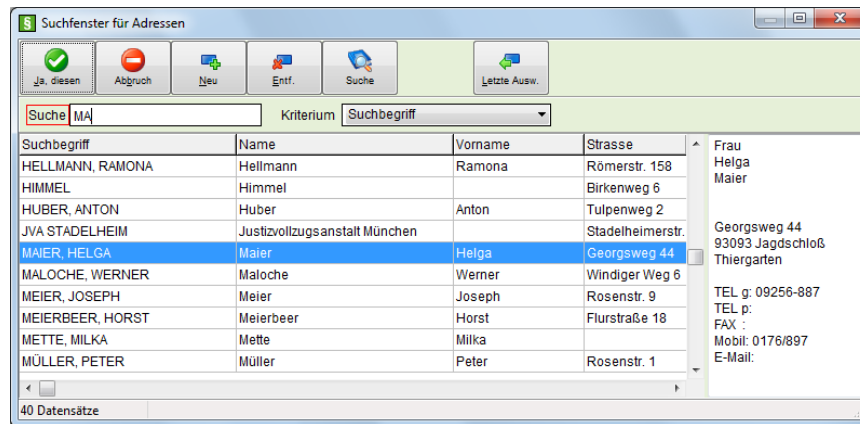 § Suchfenster für Adressen
Ja, diesen Abbruch Neu Entf. Suche Letzte Ausw.
Suche MA Kriterium Suchbegriff
Suchbegriff Name Vorname Strasse
HELLMANN, RAMONA Hellmann Ramona Römerstr. 158
HIMMEL Himmel Birkenweg 6
HUBER, ANTON Huber Anton Tulpenweg 2
JVA STADELHEIM Justizvollzugsanstalt München Stadelheimerstr.
MAIER, HELGA Maier Helga Georgsweg 44
MALOCHE, WERNER Maloche Werner Windiger Weg 6
MEIER, JOSEPH Meier Joseph Rosenstr. 9
MEIERBEER, HORST Meierbeer Horst Flurstraße 18
METTE, MILKA Mette Milka
MÜLLER, PETER Müller Peter Rosenstr. 1
Frau
Helga
Maier
Georgsweg 44
93093 Jagdschloß
Thiergarten
TEL g: 09256-887
TEL p:
FAX :
Mobil: 0176/897
E-Mail:
40 Datensätze